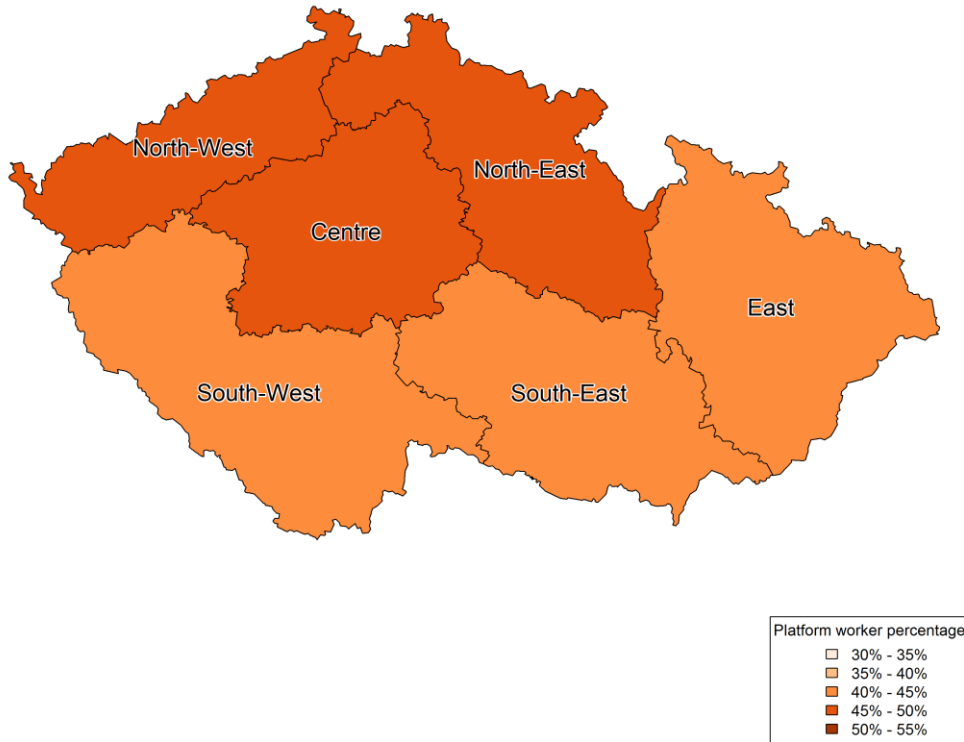 North-West
North-East
Centre
East
South-West
South-East
Platform worker percentage
30% - 35%
35% - 40%
40% - 45%
45% - 50%
50% - 55%